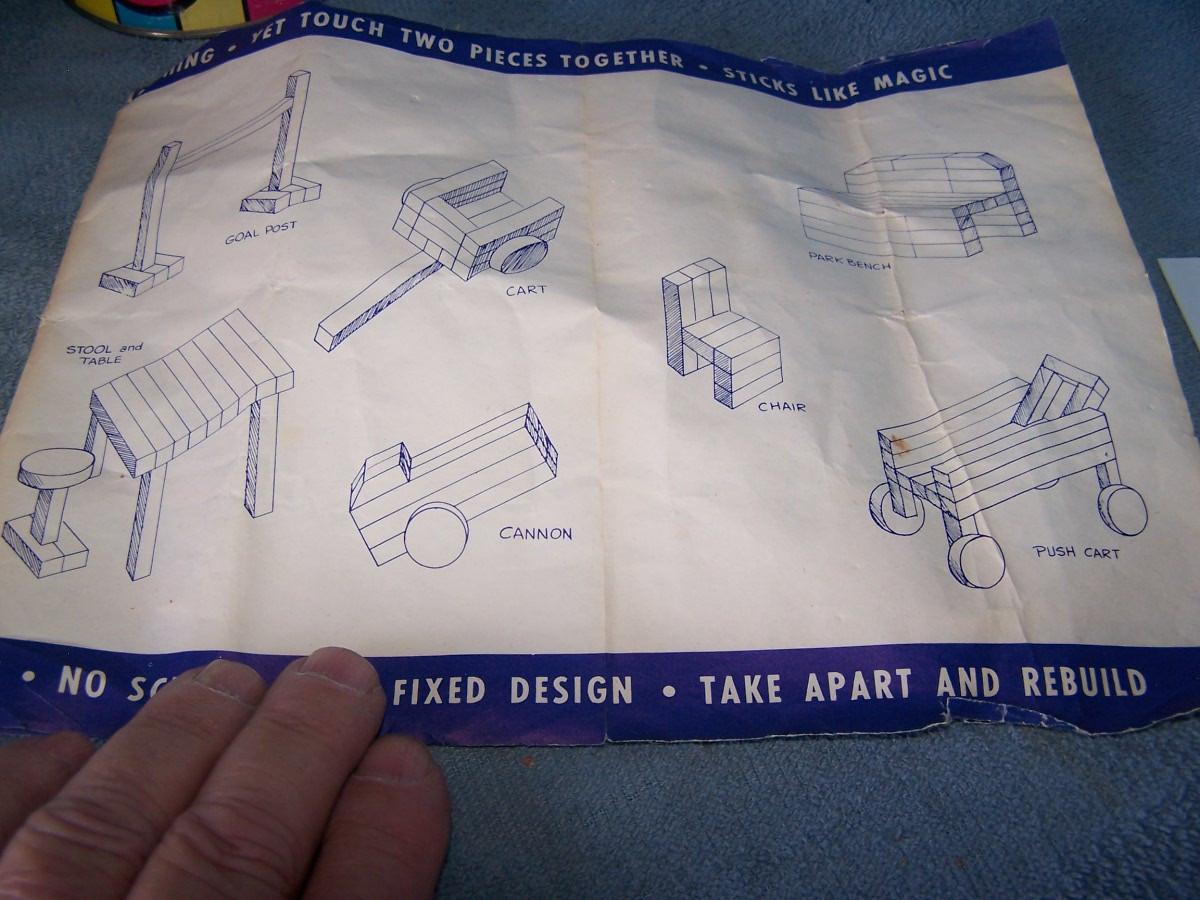 • YET TOUCH TWO PIECES TOGETHER • STICKS LIKE MAGIC
GOAL POST
CART
PARK BENCH
STOOL and
TABLE
CHAIR
CANNON
PUSH CART
• NO FIXED DESIGN • TAKE APART AND REBUILD